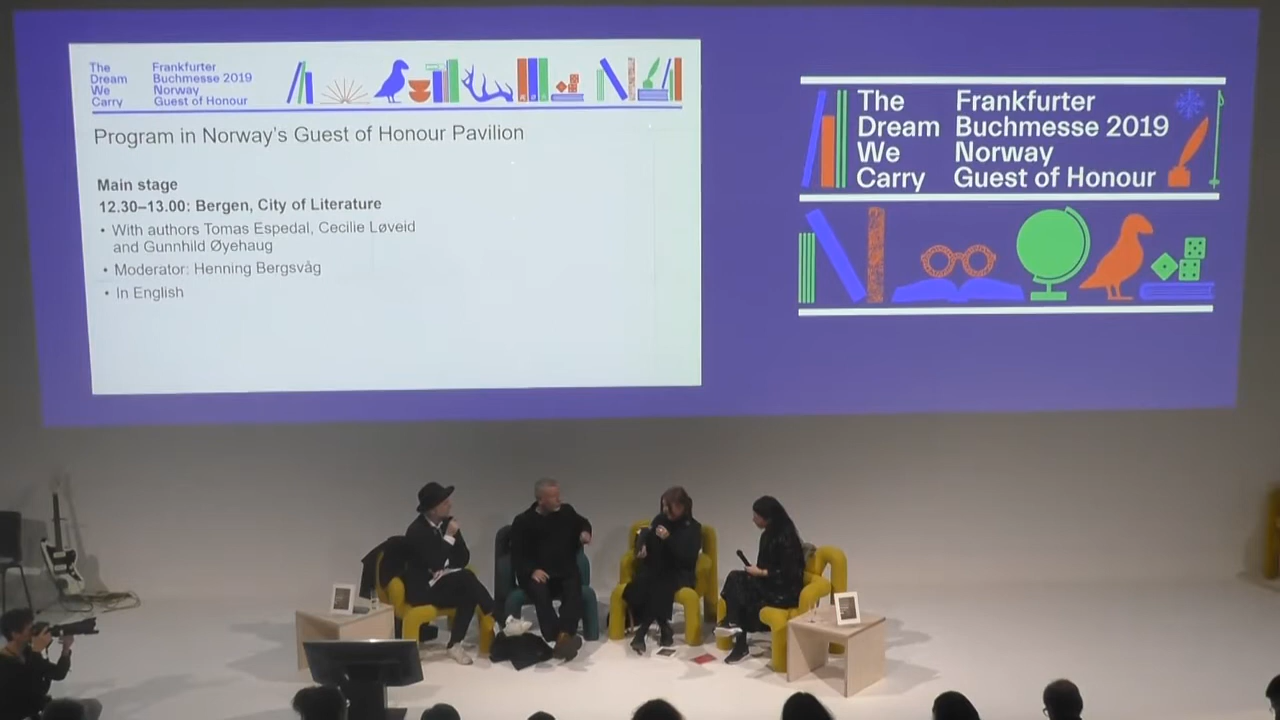 The
Dream
We
Carry
Frankfurter
Buchmesse 2019
Norway
Guest of Honour
Program in Norway's Guest of Honour Pavilion
Main stage
12.30–13.00: Bergen, City of Literature
• With authors Tomas Espedal, Cecilie Løveid
and Gunnhild Øyehaug
• Moderator: Henning Bergsvåg
• In English
The
Dream
We
Carry
Frankfurter
Buchmesse 2019
Norway
Guest of Honour